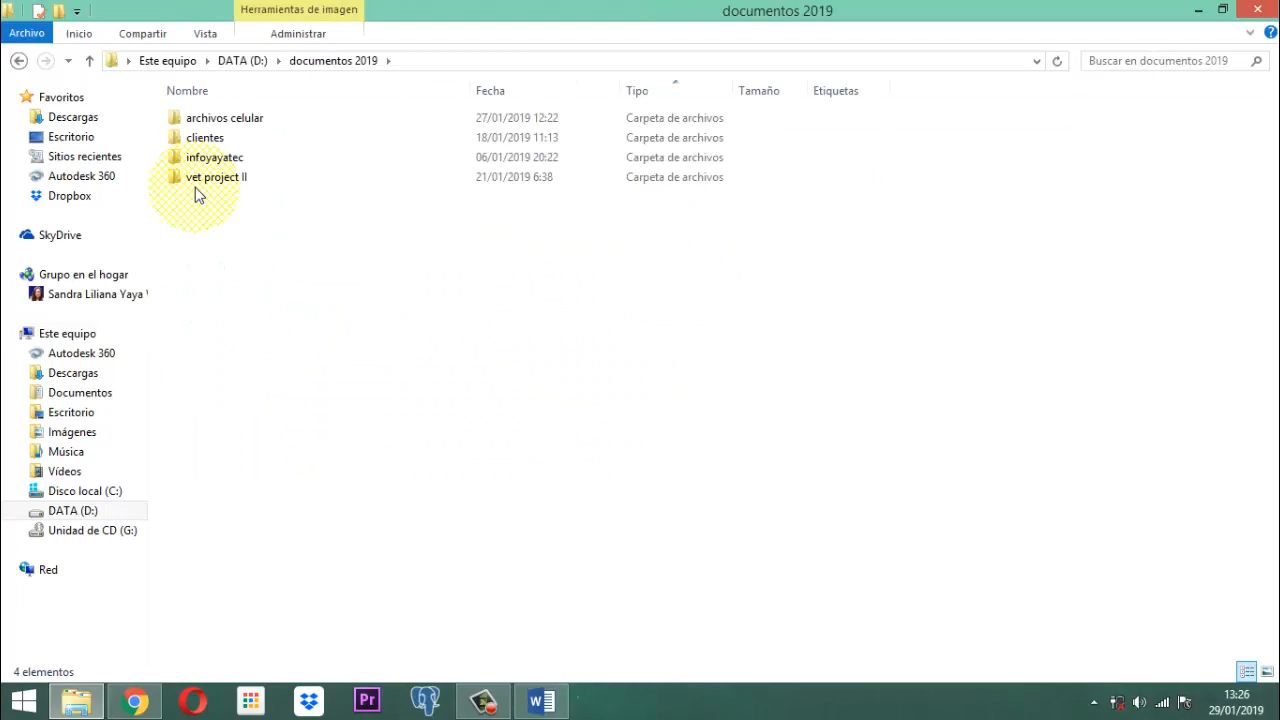 Herramientas de imagen
documentos 2019
Archivo Inicio Compartir Vista Administrar
Este equipo DATA (D:) documentos 2019 Buscar en documentos 2019
Nombre Fecha Tipo Tamaño Etiquetas
archivos celular 27/01/2019 12:22 Carpeta de archivos
clientes 18/01/2019 11:13 Carpeta de archivos
infoyayatec 06/01/2019 20:22 Carpeta de archivos
vet project II 21/01/2019 6:38 Carpeta de archivos
Favoritos
Descargas
Escritorio
Sitios recientes
Autodesk 360
Dropbox
SkyDrive
Grupo en el hogar
Sandra Liliana Yaya
Este equipo
Autodesk 360
Descargas
Documentos
Escritorio
Imágenes
Música
Vídeos
Disco local (C:)
DATA (D:)
Unidad de CD (G:)
Red
4 elementos
Pr
13:26
29/01/2019